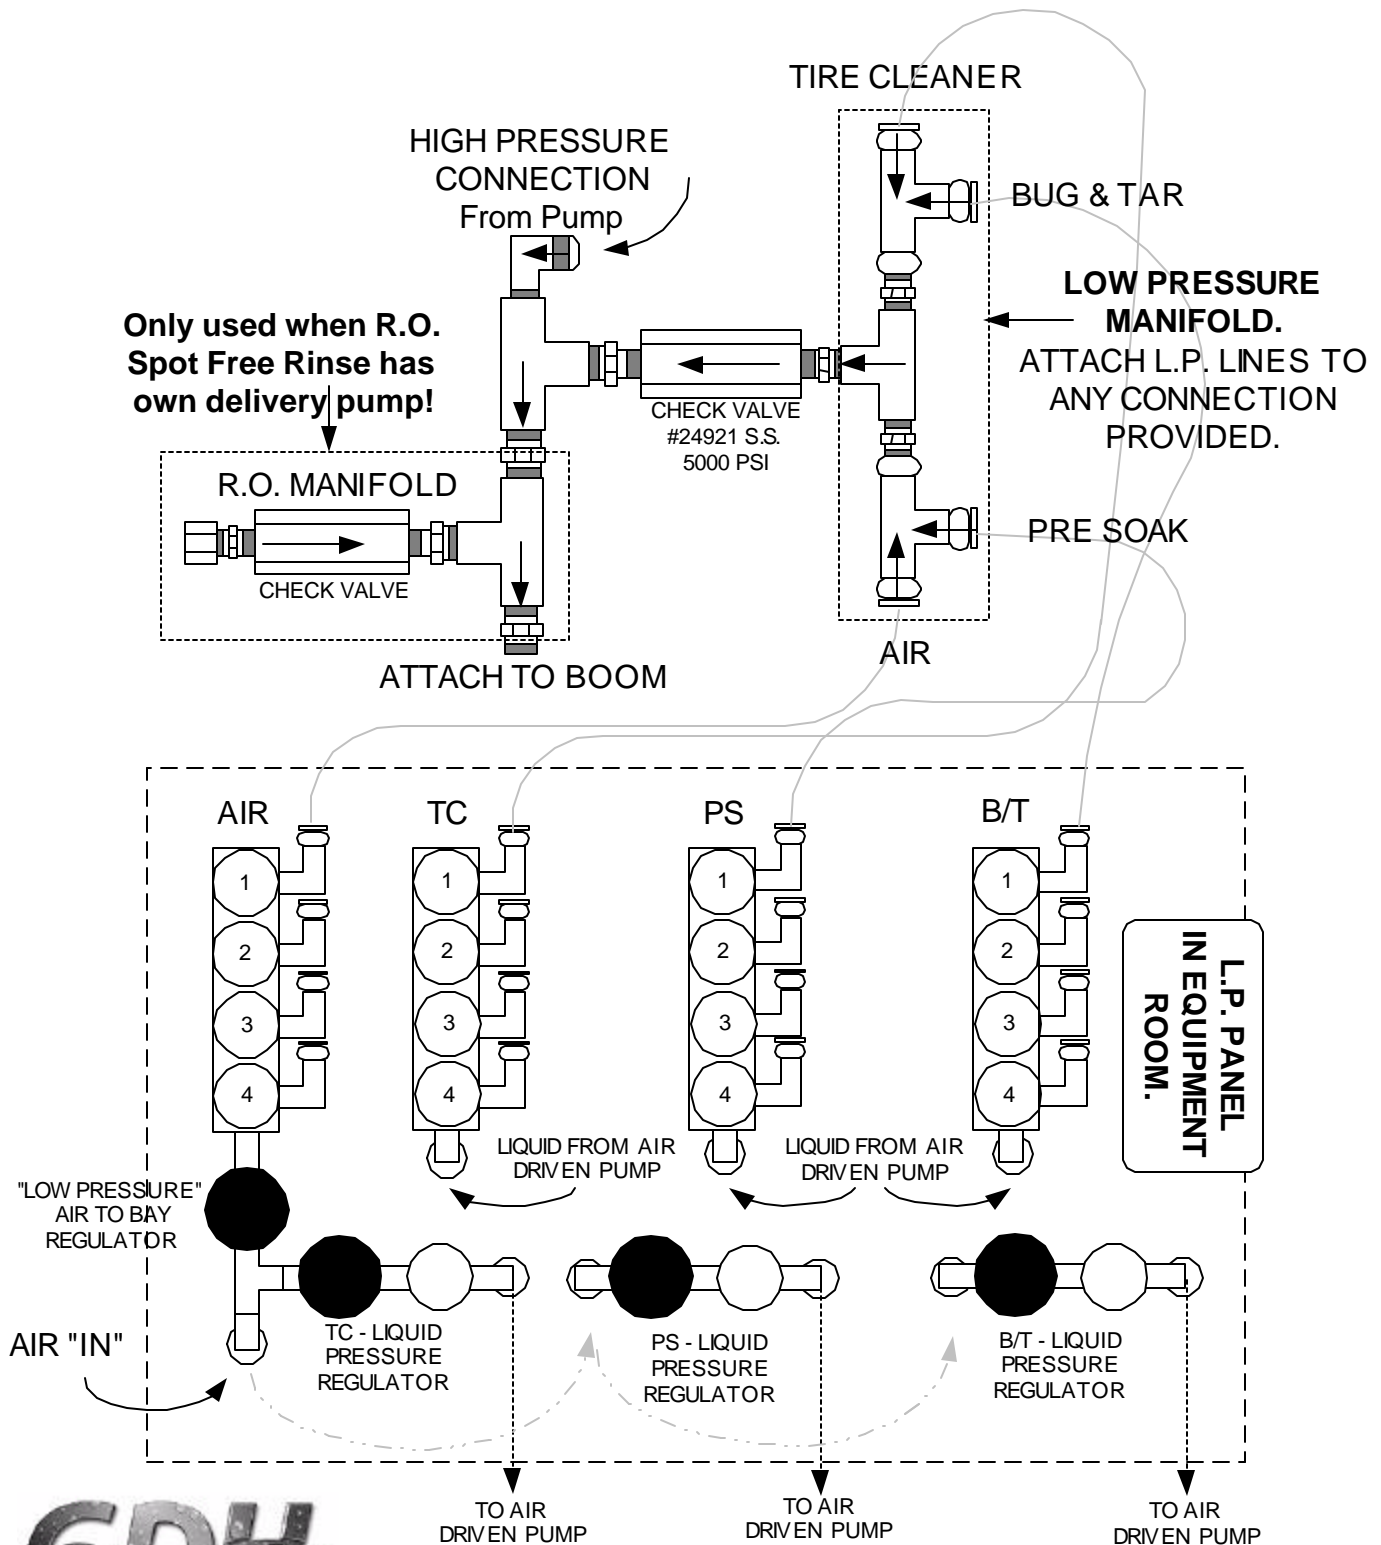 TIRE CLEANER
HIGH PRESSURE
CONNECTION
From Pump
BUG & TAR
LOW PRESSURE
MANIFOLD.
ATTACH L.P. LINES TO
ANY CONNECTION
PROVIDED.
Only used when R.O.
Spot Free Rinse has
own delivery pump!
CHECK VALVE
#24921 S.S.
5000 PSI
R.O. MANIFOLD
CHECK VALVE
PRE SOAK
AIR
ATTACH TO BOOM
AIR
TC
PS
B/T
1
1
1
1
2
2
2
2
3
3
3
3
4
4
4
4
L.P. PANEL
IN EQUIPMENT
ROOM.
LIQUID FROM AIR
DRIVEN PUMP
LIQUID FROM AIR
DRIVEN PUMP
"LOW PRESSURE"
AIR TO BAY
REGULATOR
AIR "IN"
TC - LIQUID
PRESSURE
REGULATOR
PS - LIQUID
PRESSURE
REGULATOR
B/T - LIQUID
PRESSURE
REGULATOR
TO AIR
DRIVEN PUMP
TO AIR
DRIVEN PUMP
TO AIR
DRIVEN PUMP